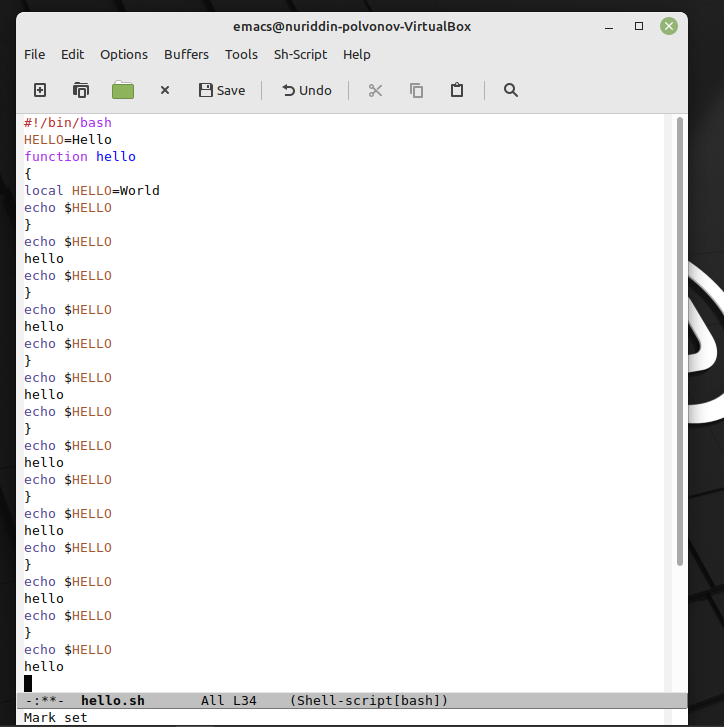 emacs@nuriddin-polvonov-VirtualBox
File Edit Options Buffers Tools Sh-Script Help
Save Undo
#!/bin/bash
HELLO=Hello
function hello
{
local HELLO=World
echo $HELLO
}
echo $HELLO
hello
echo $HELLO
}
echo $HELLO
hello
echo $HELLO
}
echo $HELLO
hello
echo $HELLO
}
echo $HELLO
hello
echo $HELLO
}
echo $HELLO
hello
echo $HELLO
}
echo $HELLO
hello
echo $HELLO
}
echo $HELLO
hello
-:**- hello.sh All L34 (Shell-script[bash])
Mark set